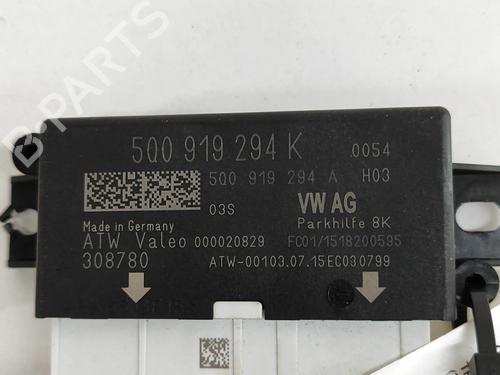 5Q0 919 294 K .0054
5Q0 919 294 A H03
03S VW AG
Made in Germany Parkhilfe 8K
ATW Valeo 000020829 FC01/1518200595
308780 ATW-00103.07.15EC030799
B-Parts